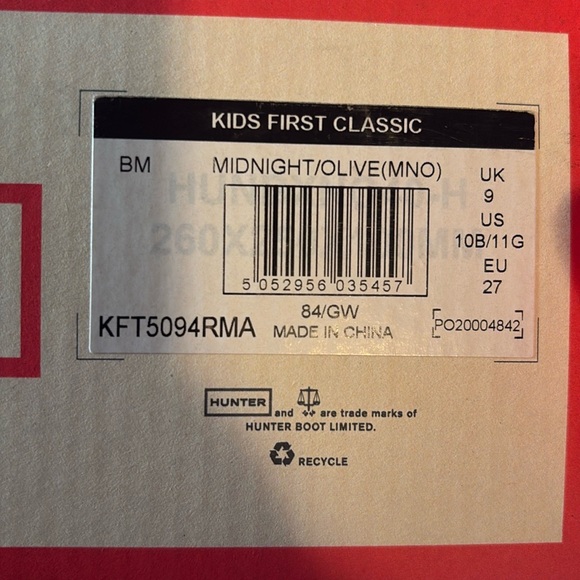 KIDS FIRST CLASSIC
BM
MIDNIGHT/OLIVE(MNO)
5 052956 035457
84/GW
MADE IN CHINA
KFT5094RMA
UK
9
US
10B/11G
EU
27
PO20004842
HUNTER and are trade marks of
HUNTER BOOT LIMITED.
RECYCLE